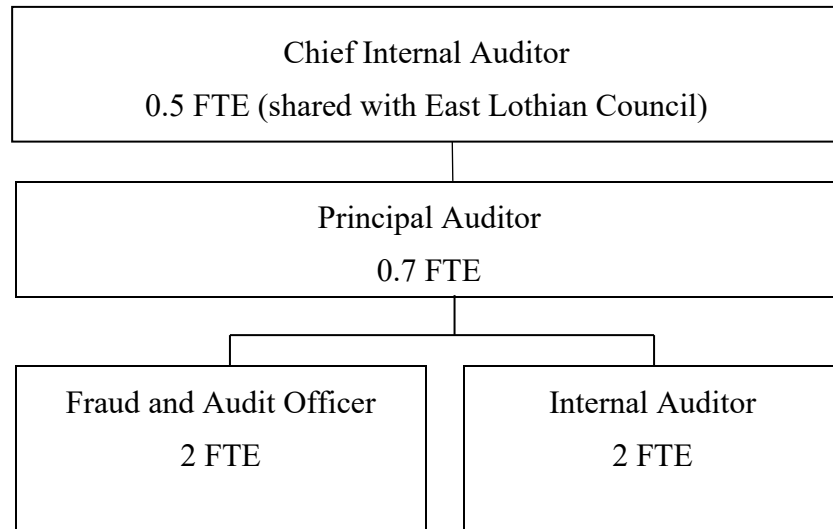 Chief Internal Auditor
0.5 FTE (shared with East Lothian Council)
Principal Auditor
0.7 FTE
Fraud and Audit Officer
2 FTE
Internal Auditor
2 FTE